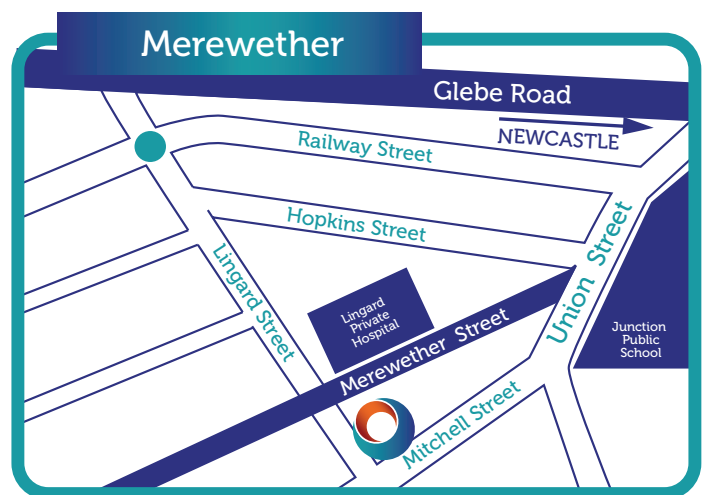 Merewether
Glebe Road
NEWCASTLE
Railway Street
Hopkins Street
Union Street
Lingard Street
Lingard
Private
Hospital
Merewether Street
Junction
Public
School
Mitchell Street